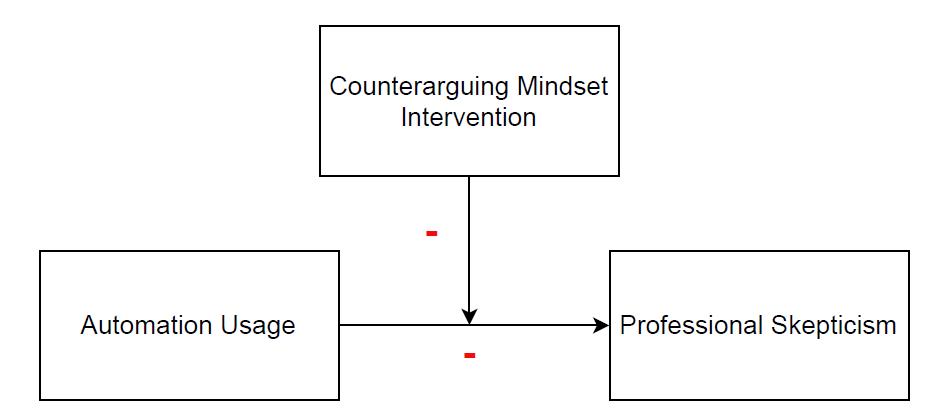 Counterarguing Mindset
Intervention
-
Automation Usage
Professional Skepticism
-